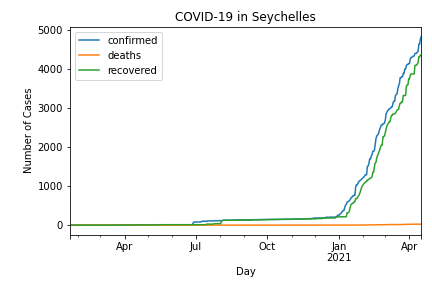 COVID-19 in Seychelles
confirmed
deaths
recovered
Number of Cases
5000
4000
3000
2000
1000
0
Apr
Jul
Oct
Jan
2021
Apr
Day